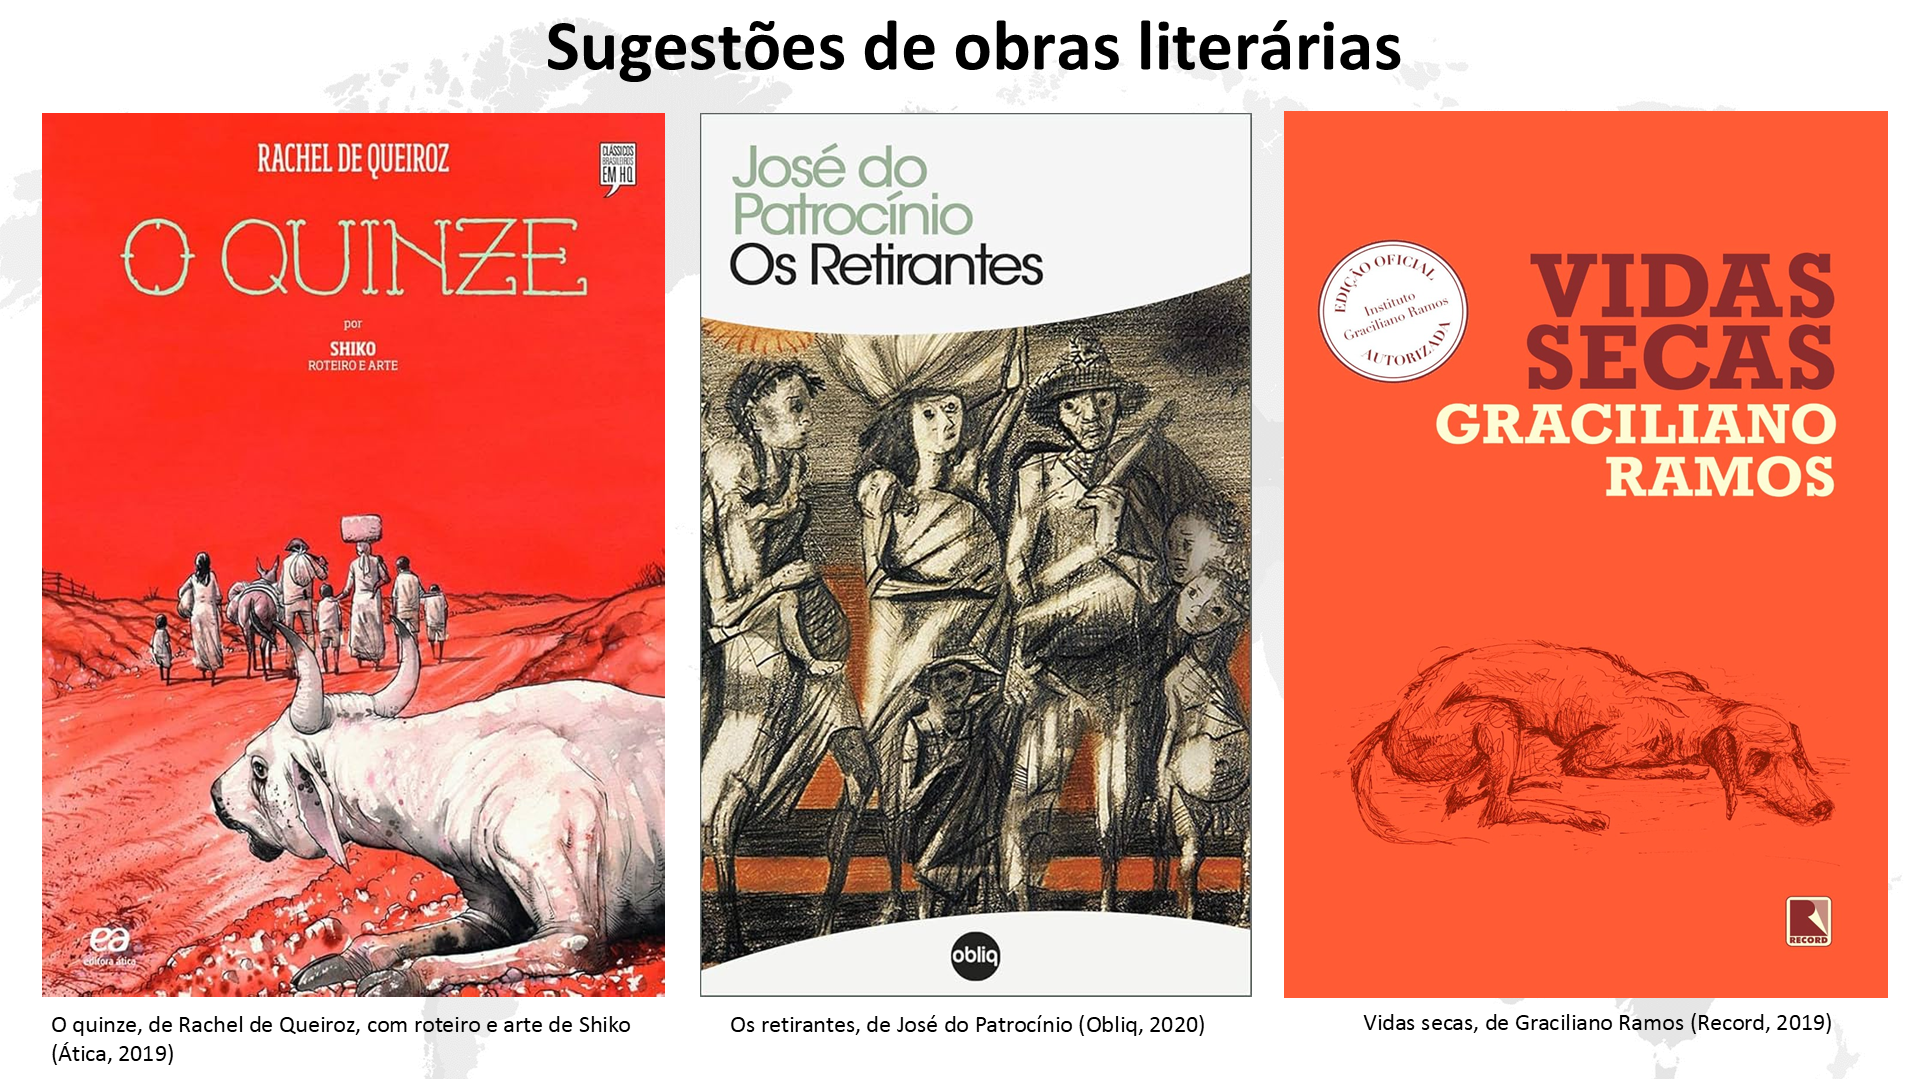 Sugestões de obras literárias
RACHEL DE QUEIROZ
CLÁSSICOS
BRASILEIROS
EM HQ
O QUINZE
por
SHIKO
ROTEIRO E ARTE
ea
editora ática
José do
Patrocínio
Os Retirantes
obliq
EDIÇÃO OFICIAL
Instituto
Graciliano Ramos
AUTORIZADA
VIDAS
SECAS
GRACILIANO
RAMOS
RECORD
O quinze, de Rachel de Queiroz, com roteiro e arte de Shiko
(Ática, 2019)
Os retirantes, de José do Patrocínio (Obliq, 2020)
Vidas secas, de Graciliano Ramos (Record, 2019)